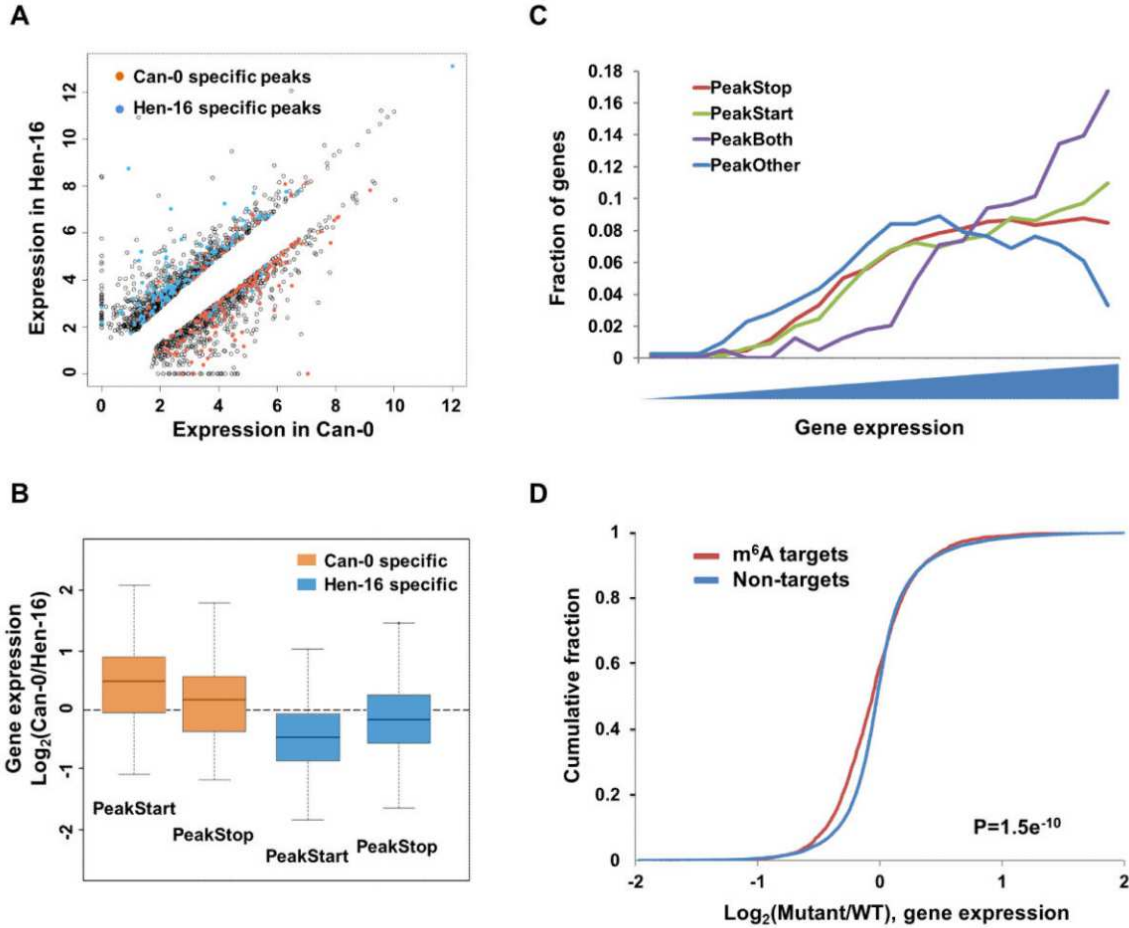 A
Can-0 specific peaks
Hen-16 specific peaks
Expression in Hen-16
12
10
8
6
4
2
0
0 2 4 6 8 10 12
Expression in Can-0
B
Can-0 specific
Hen-16 specific
Gene expression
Log₂(Can-0/Hen-16)
2
1
0
-1
-2
PeakStart
PeakStop
PeakStart
PeakStop
C
PeakStop
PeakStart
PeakBoth
PeakOther
Fraction of genes
0.18
0.16
0.14
0.12
0.10
0.08
0.06
0.04
0.02
0
Gene expression
D
m⁶A targets
Non-targets
Cumulative fraction
1
0.8
0.6
0.4
0.2
0
P=1.5e⁻¹⁰
-2 -1 0 1 2
Log₂(Mutant/WT), gene expression